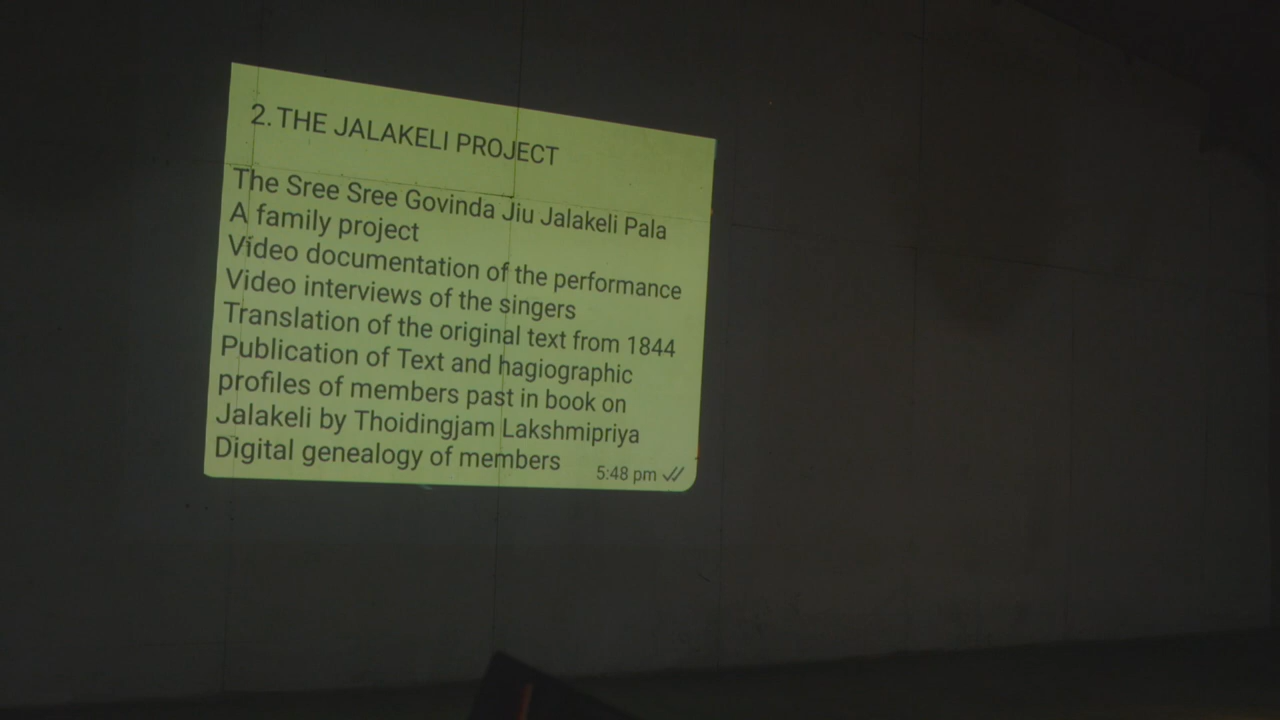 2. THE JALAKELI PROJECT
The Sree Sree Govinda Jiu Jalakeli Pala
A family project
Video documentation of the performance
Video interviews of the singers
Translation of the original text from 1844
Publication of Text and hagiographic
profiles of members past in book on
Jalakeli by Thoidingjam Lakshmipriya
Digital genealogy of members
5:48 pm